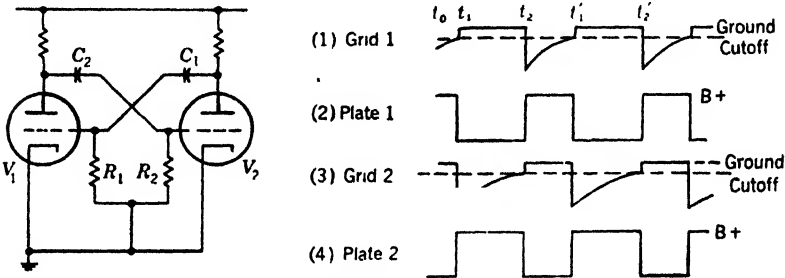 C₂
C₁
V₁
R₁
R₂
V₂
t₀ t₁ t₂ t₁′ t₂′
(1) Grid 1
Ground
Cutoff
(2) Plate 1
B+
(3) Grid 2
Ground
Cutoff
(4) Plate 2
B+